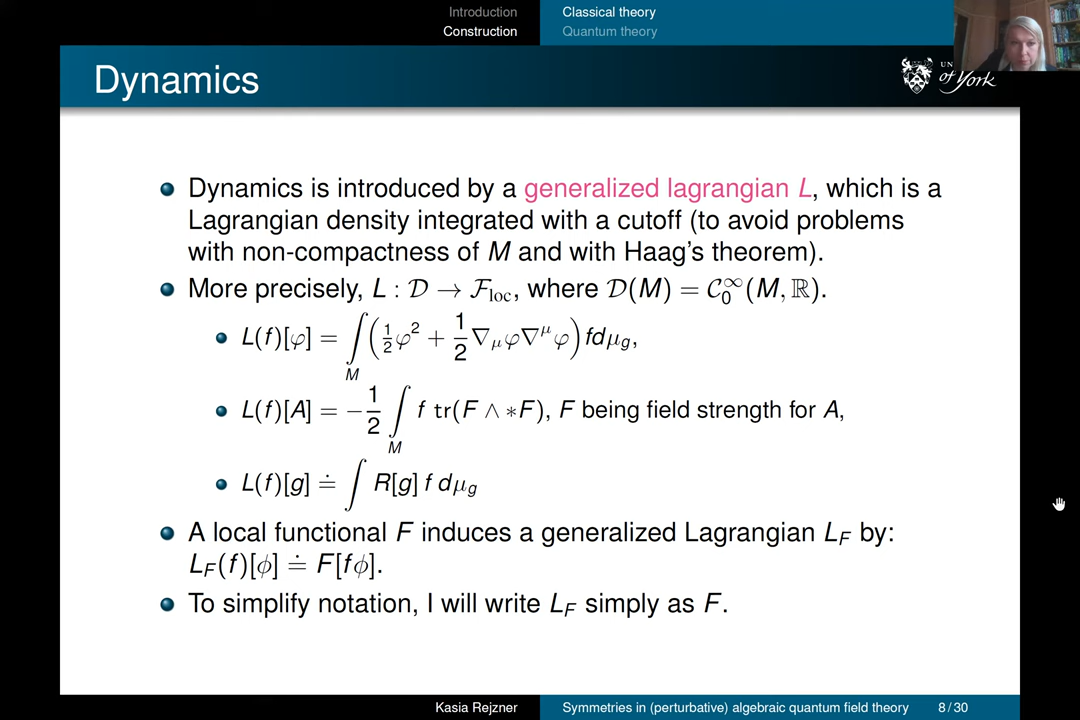 Introduction
Construction
Classical theory
Quantum theory
Dynamics
UN
of York
Dynamics is introduced by a generalized lagrangian L, which is a
Lagrangian density integrated with a cutoff (to avoid problems
with non-compactness of M and with Haag's theorem).
More precisely, L : 𝒟 → ℱ_loc, where 𝒟(M) = 𝒞_0^∞(M, ℝ).
L(f)[φ] = ∫_M (½φ² + ½∇_μφ∇^μφ) fdμ_g,
L(f)[A] = −½ ∫_M f tr(F ∧ ∗F), F being field strength for A,
L(f)[g] ≐ ∫ R[g] f dμ_g
A local functional F induces a generalized Lagrangian L_F by:
L_F(f)[ϕ] ≐ F[fϕ].
To simplify notation, I will write L_F simply as F.
Kasia Rejzner
Symmetries in (perturbative) algebraic quantum field theory
8 / 30